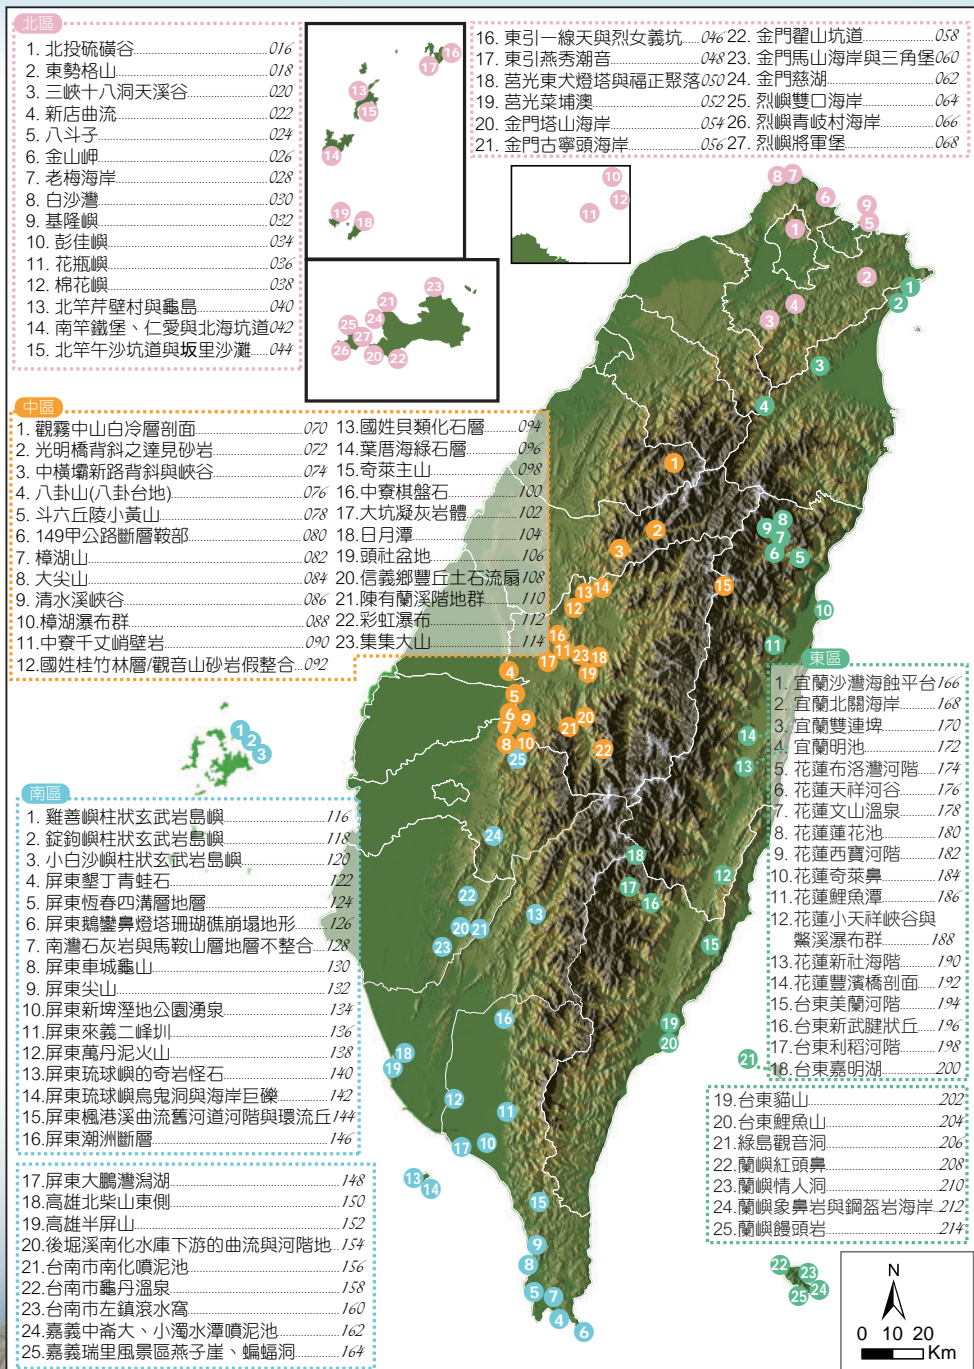 北區
1. 北投硫磺谷 016
2. 東勢格山 018
3. 三峽十八洞天溪谷 020
4. 新店曲流 022
5. 八斗子 024
6. 金山岬 026
7. 老梅海岸 028
8. 白沙灣 030
9. 基隆嶼 032
10. 彭佳嶼 034
11. 花瓶嶼 036
12. 棉花嶼 038
13. 北竿芹壁村與龜島 040
14. 南竿鐵堡、仁愛與北海坑道 042
15. 北竿午沙坑道與坂里沙灘 044
16. 東引一線天與烈女義坑 046
17. 東引燕秀潮音 048
18. 莒光東犬燈塔與福正聚落 050
19. 莒光菜埔澳 052
20. 金門塔山海岸 054
21. 金門古寧頭海岸 056
22. 金門翟山坑道 058
23. 金門馬山海岸與三角堡 060
24. 金門慈湖 062
25. 烈嶼雙口海岸 064
26. 烈嶼青岐村海岸 066
27. 烈嶼將軍堡 068
中區
1. 觀霧中山白冷層剖面 070
2. 光明橋背斜之達見砂岩 072
3. 中橫壩新路背斜與峽谷 074
4. 八卦山(八卦台地) 076
5. 斗六丘陵小黃山 078
6. 149甲公路斷層鞍部 080
7. 樟湖山 082
8. 大尖山 084
9. 清水溪峽谷 086
10.樟湖瀑布群 088
11.中寮千丈峭壁岩 090
12.國姓桂竹林層/觀音山砂岩假整合 092
13.國姓貝類化石層 094
14.葉厝海綠石層 096
15.奇萊主山 098
16.中寮棋盤石 100
17.大坑凝灰岩體 102
18.日月潭 104
19.頭社盆地 106
20.信義鄉豐丘土石流扇 108
21.陳有蘭溪階地群 110
22.彩虹瀑布 112
23.集集大山 114
南區
1. 雞善嶼柱狀玄武岩島嶼 116
2. 錠鉤嶼柱狀玄武岩島嶼 118
3. 小白沙嶼柱狀玄武岩島嶼 120
4. 屏東墾丁青蛙石 122
5. 屏東恆春四溝層地層 124
6. 屏東鵝鑾鼻燈塔珊瑚礁崩塌地形 126
7. 南灣石灰岩與馬鞍山層地層不整合 128
8. 屏東車城龜山 130
9. 屏東尖山 132
10.屏東新埤溼地公園湧泉 134
11.屏東來義二峰圳 136
12.屏東萬丹泥火山 138
13.屏東琉球嶼的奇岩怪石 140
14.屏東琉球嶼烏鬼洞與海岸巨礫 142
15.屏東楓港溪曲流舊河道河階與環流丘 144
16.屏東潮洲斷層 146
17.屏東大鵬灣潟湖 148
18.高雄北柴山東側 150
19.高雄半屏山 152
20.後堀溪南化水庫下游的曲流與河階地 154
21.台南市南化噴泥池 156
22.台南市龜丹溫泉 158
23.台南市左鎮滾水窩 160
24.嘉義中崙大、小濁水潭噴泥池 162
25.嘉義瑞里風景區燕子崖、蝙蝠洞 164
東區
1. 宜蘭沙灣海蝕平台 166
2. 宜蘭北關海岸 168
3. 宜蘭雙連埤 170
4. 宜蘭明池 172
5. 花蓮布洛灣河階 174
6. 花蓮天祥河谷 176
7. 花蓮文山溫泉 178
8. 花蓮蓮花池 180
9. 花蓮西寶河階 182
10.花蓮奇萊鼻 184
11.花蓮鯉魚潭 186
12.花蓮小天祥峽谷與
鱉溪瀑布群 188
13.花蓮新社海階 190
14.花蓮豐濱橋剖面 192
15.台東美蘭河階 194
16.台東新武腱狀丘 196
17.台東利稻河階 198
18.台東嘉明湖 200
19.台東貓山 202
20.台東鯉魚山 204
21.綠島觀音洞 206
22.蘭嶼紅頭鼻 208
23.蘭嶼情人洞 210
24.蘭嶼象鼻岩與鋼盔岩海岸 212
25.蘭嶼饅頭岩 214
N
0 10 20
Km